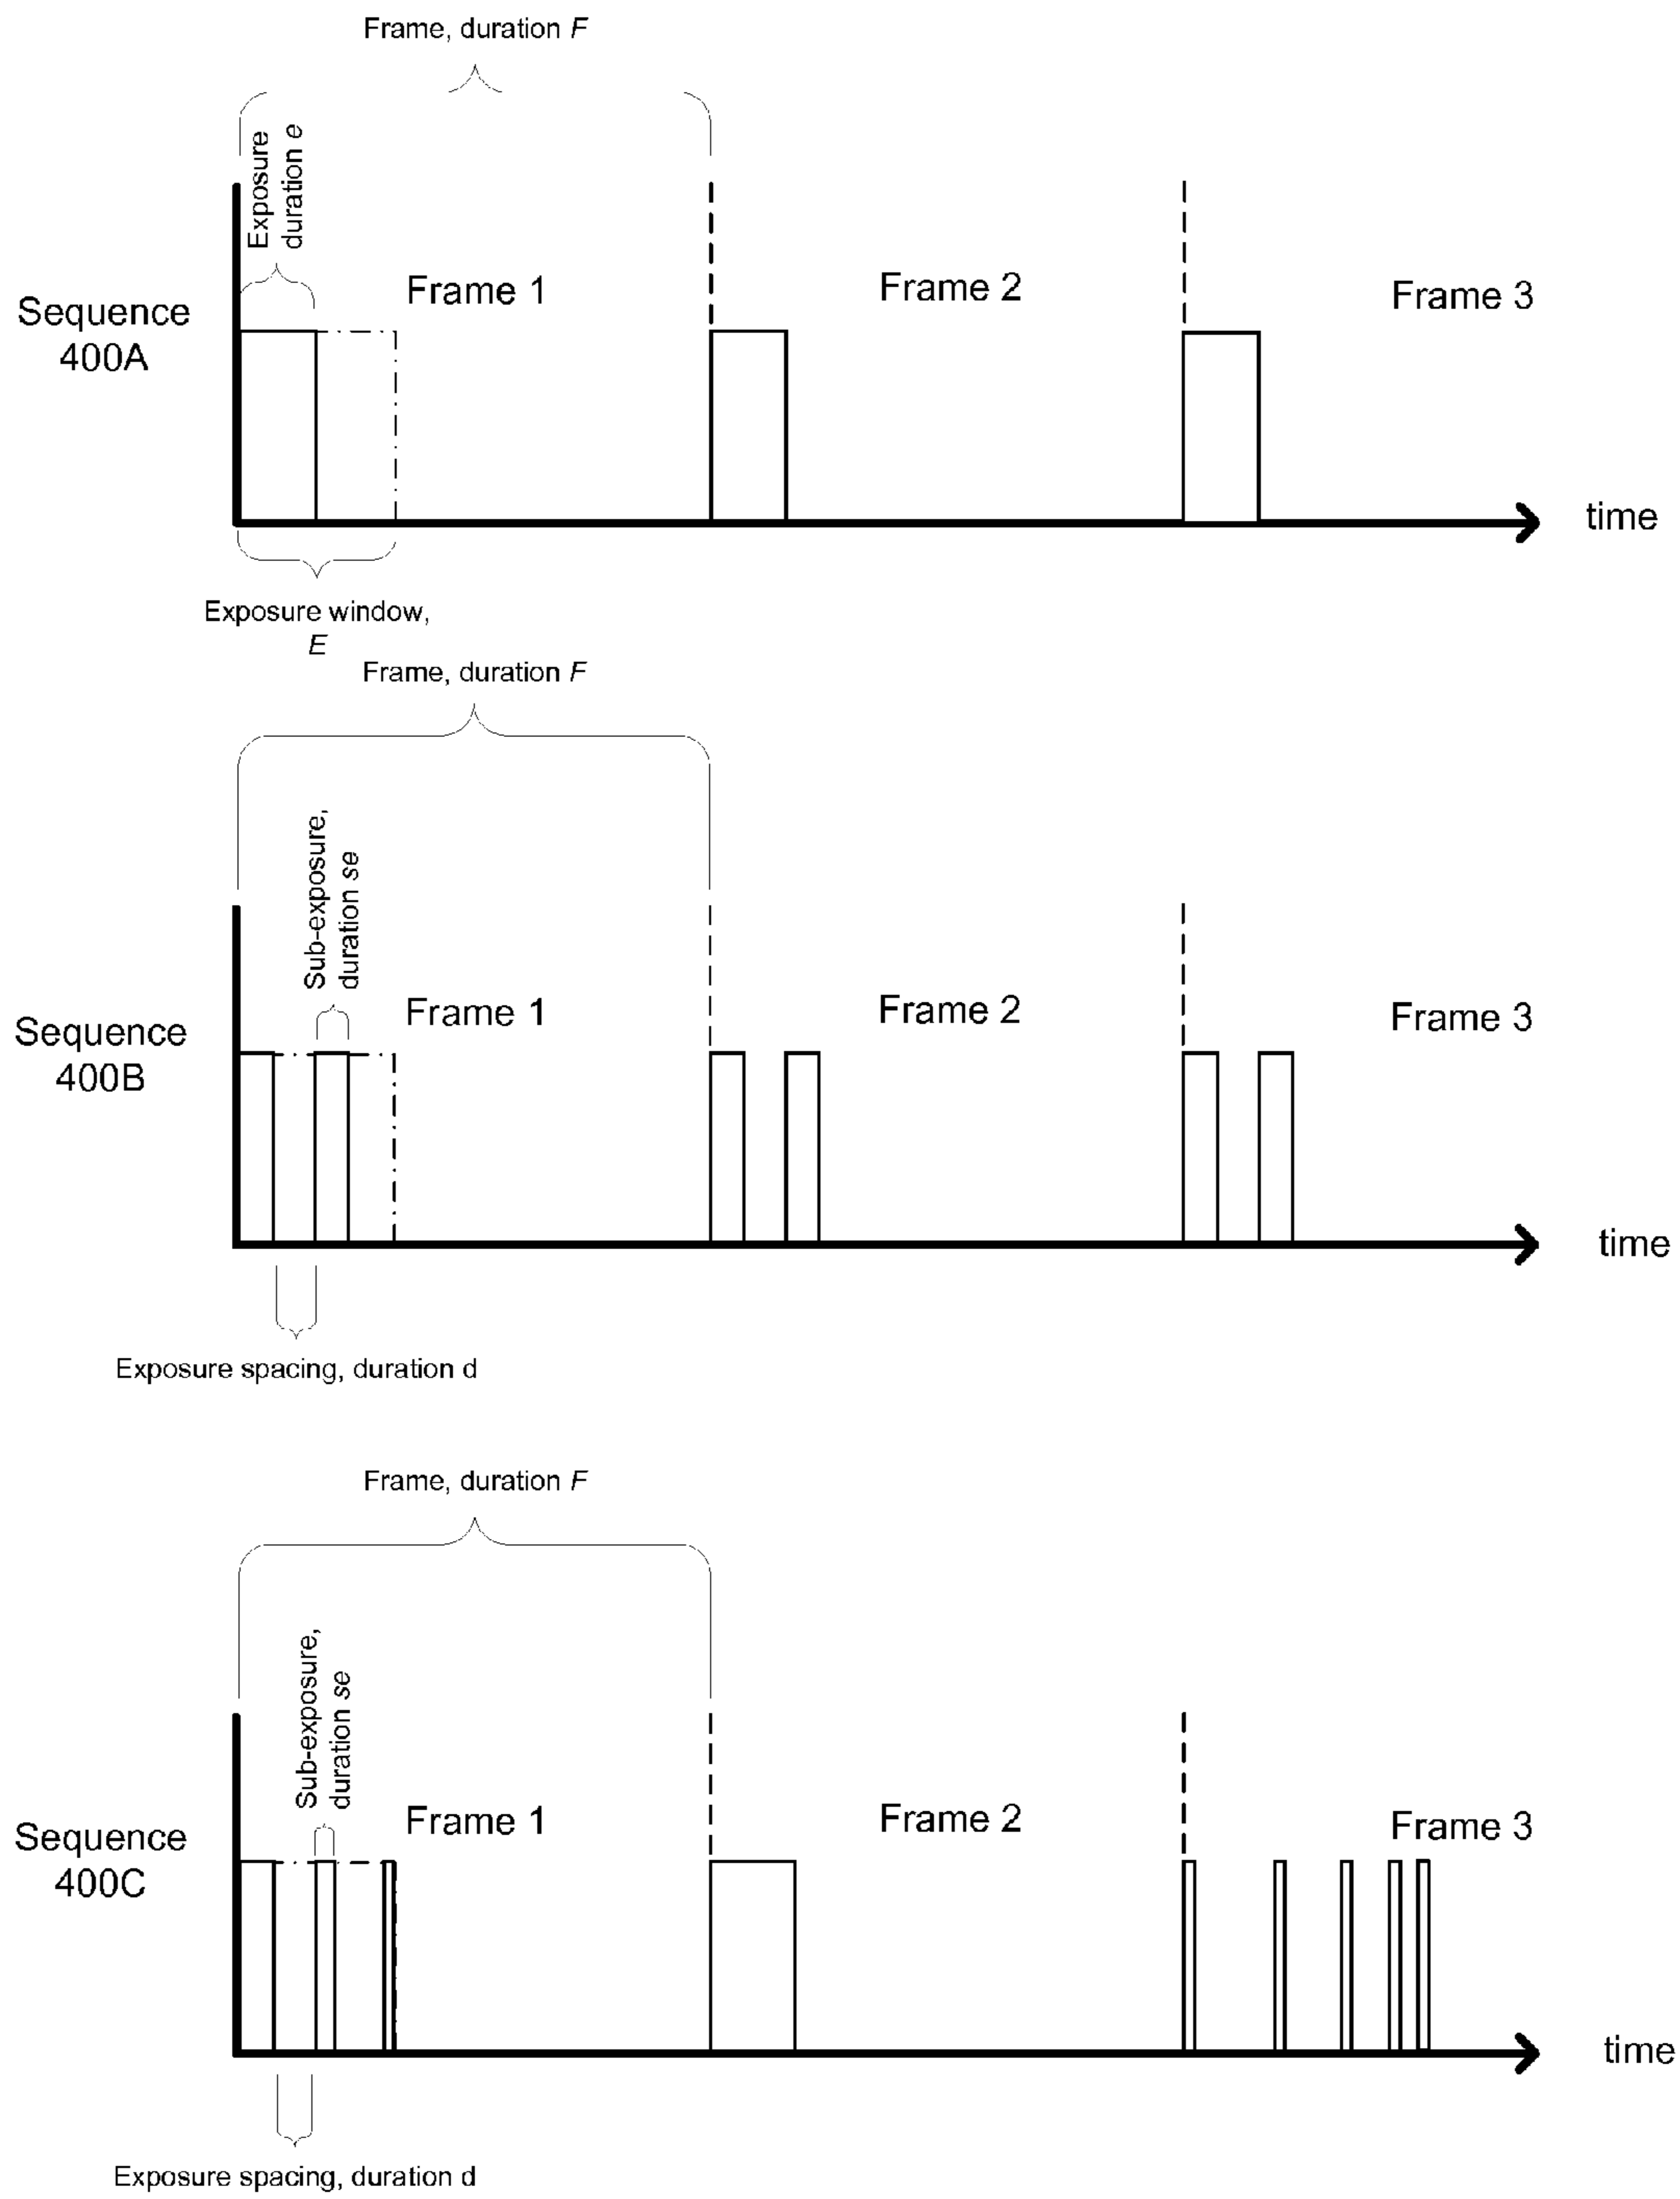 Frame, duration F
Exposure
duration e
Frame 1
Frame 2
Frame 3
Sequence
400A
time
Exposure window,
E
Frame, duration F
Sub-exposure,
duration se
Frame 1
Frame 2
Frame 3
Sequence
400B
time
Exposure spacing, duration d
Frame, duration F
Sub-exposure,
duration se
Frame 1
Frame 2
Frame 3
Sequence
400C
time
Exposure spacing, duration d